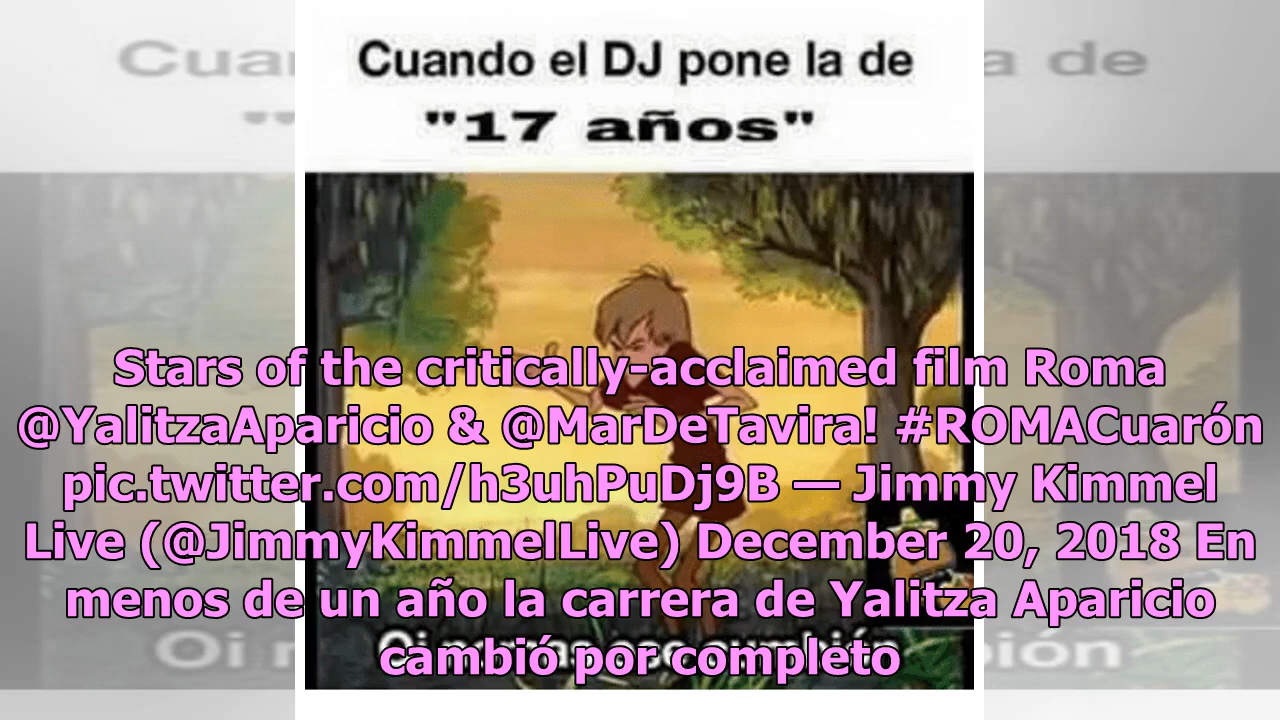 Cuando el DJ pone la de
"17 años"
Stars of the critically-acclaimed film Roma
@YalitzaAparicio & @MarDeTavira! #ROMACuarón
pic.twitter.com/h3uhPuDj9B — Jimmy Kimmel
Live (@JimmyKimmelLive) December 20, 2018 En
menos de un año la carrera de Yalitza Aparicio
cambió por completo
Oi